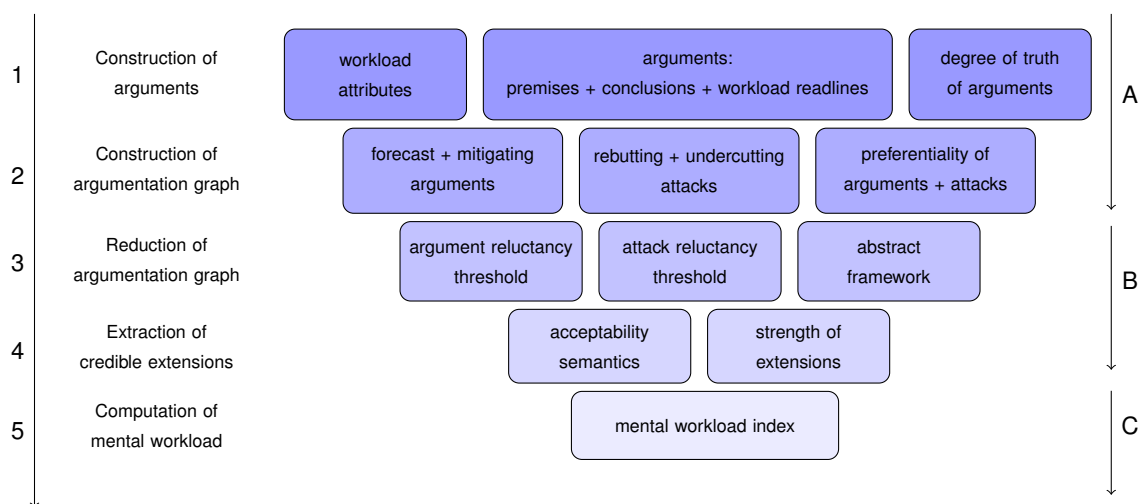 1
Construction of
arguments
workload
attributes
arguments:
premises + conclusions + workload readlines
degree of truth
of arguments
A
2
Construction of
argumentation graph
forecast + mitigating
arguments
rebutting + undercutting
attacks
preferentiality of
arguments + attacks
3
Reduction of
argumentation graph
argument reluctancy
threshold
attack reluctancy
threshold
abstract
framework
B
4
Extraction of
credible extensions
acceptability
semantics
strength of
extensions
5
Computation of
mental workload
mental workload index
C